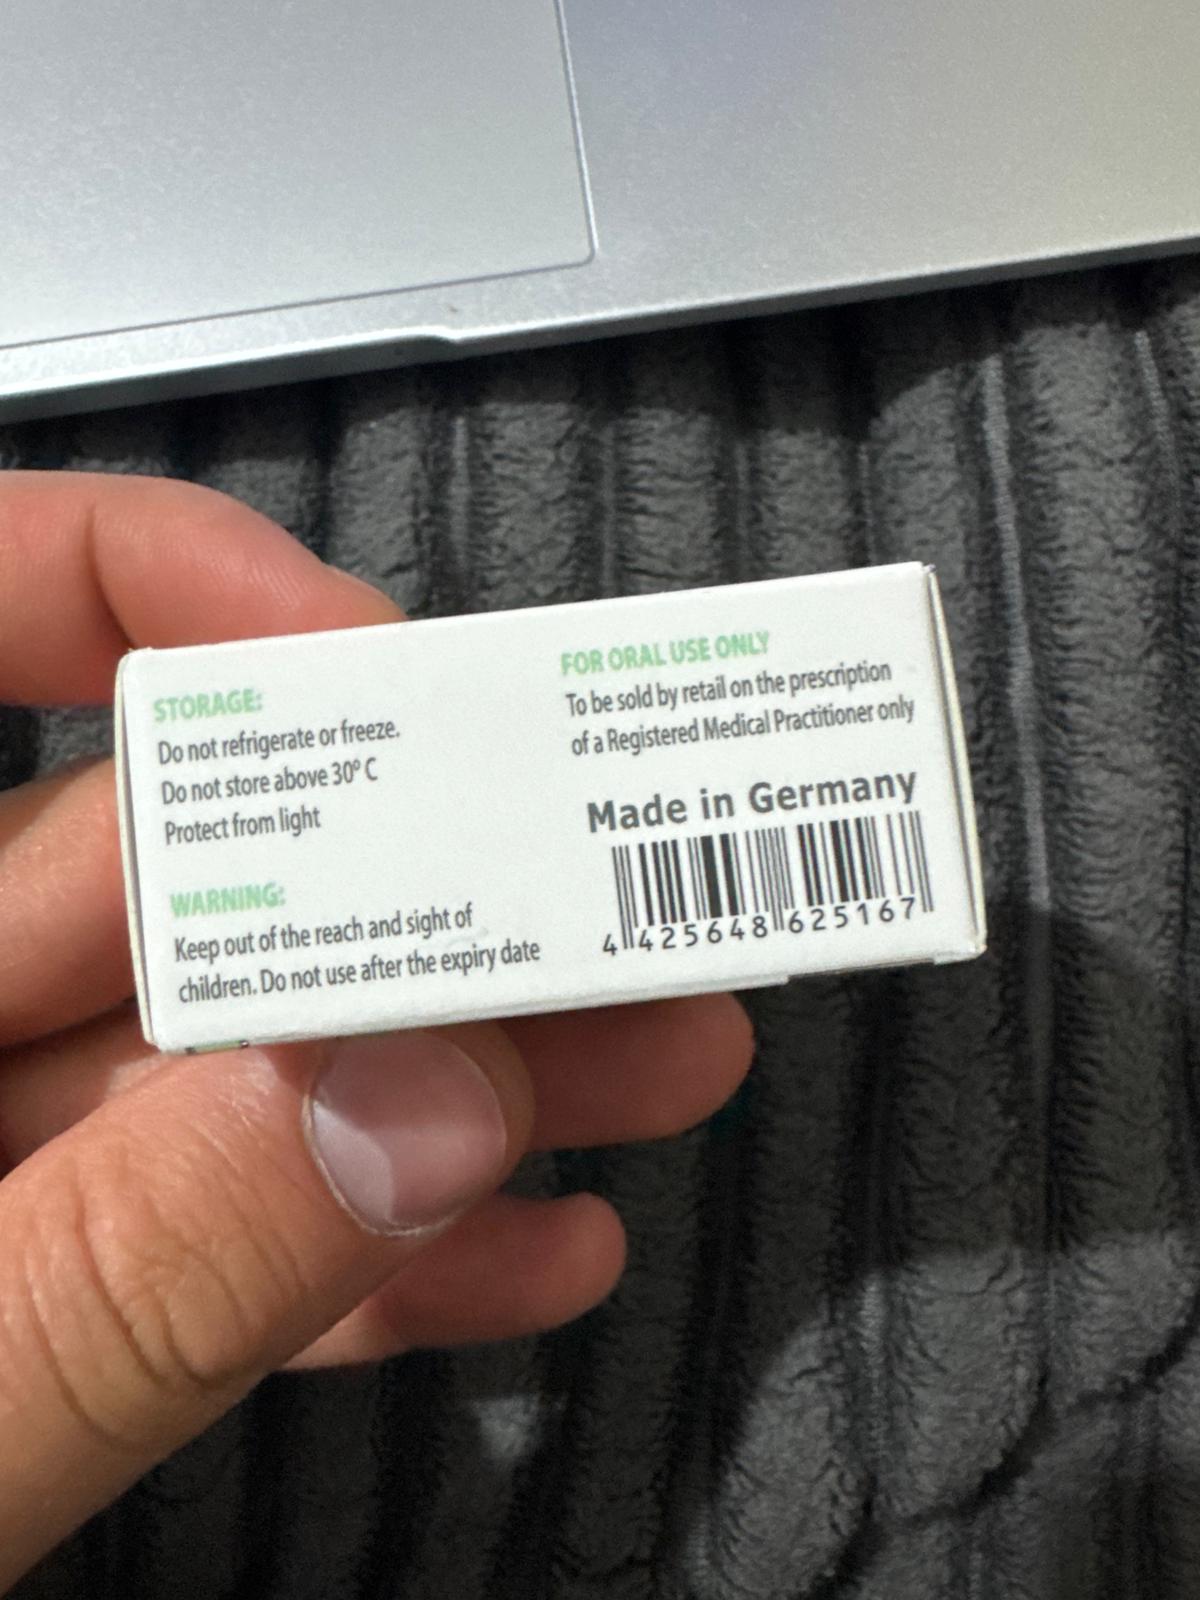 STORAGE:
Do not refrigerate or freeze.
Do not store above 30º C
Protect from light
WARNING:
Keep out of the reach and sight of
children. Do not use after the expiry date
FOR ORAL USE ONLY
To be sold by retail on the prescription
of a Registered Medical Practitioner only
Made in Germany
4 425648 625167